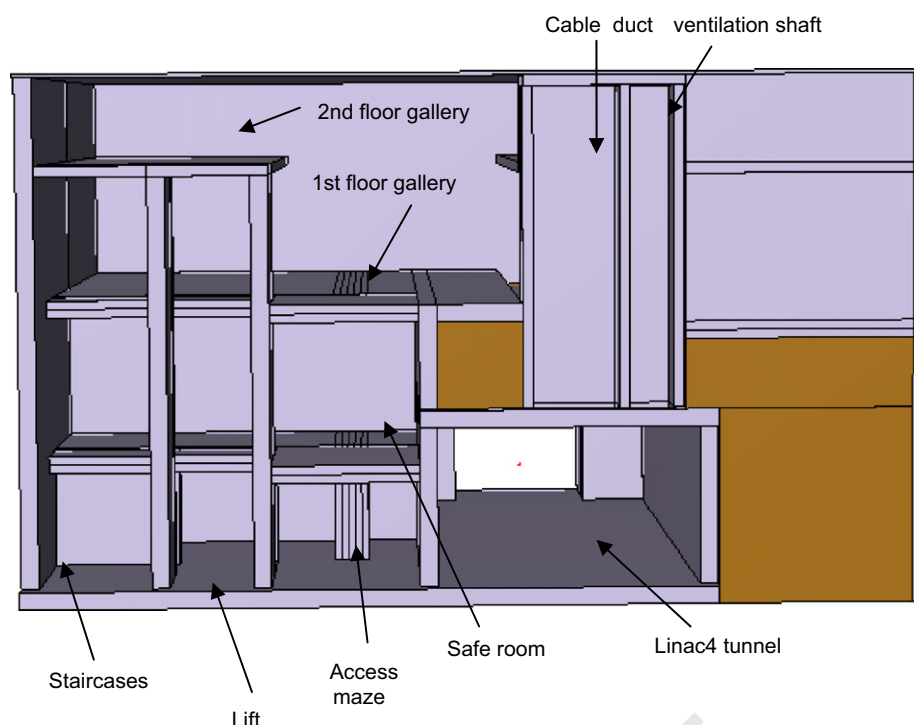 Cable duct ventilation shaft
2nd floor gallery
1st floor gallery
Safe room
Linac4 tunnel
Access
maze
Staircases
Lift